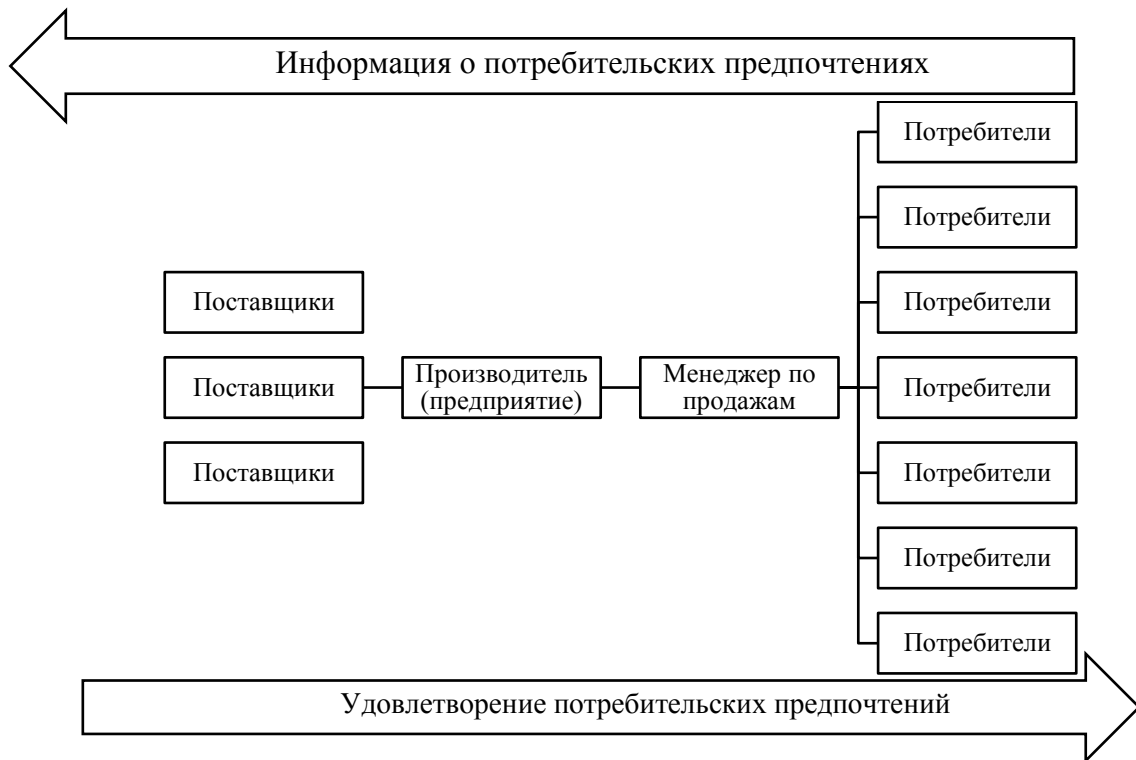 Информация о потребительских предпочтениях
Потребители
Потребители
Поставщики
Потребители
Поставщики
Производитель
(предприятие)
Менеджер по
продажам
Потребители
Поставщики
Потребители
Потребители
Потребители
Удовлетворение потребительских предпочтений